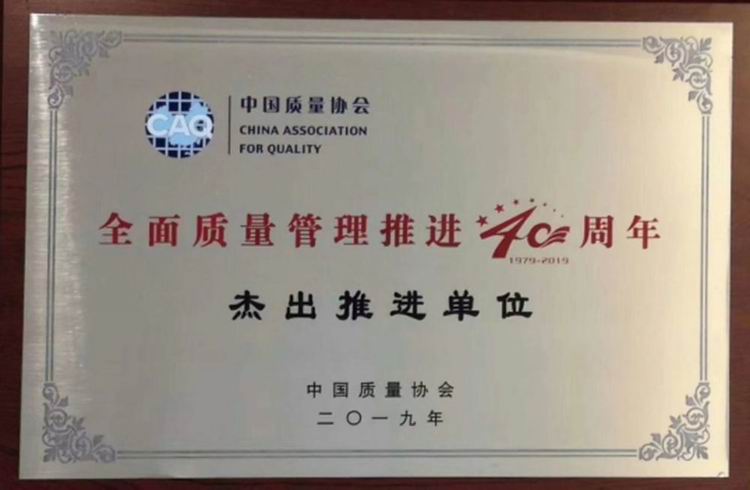 CAQ
中国质量协会
CHINA ASSOCIATION
FOR QUALITY
全面质量管理推进40周年
1979-2019
杰出推进单位
中国质量协会
二〇一九年